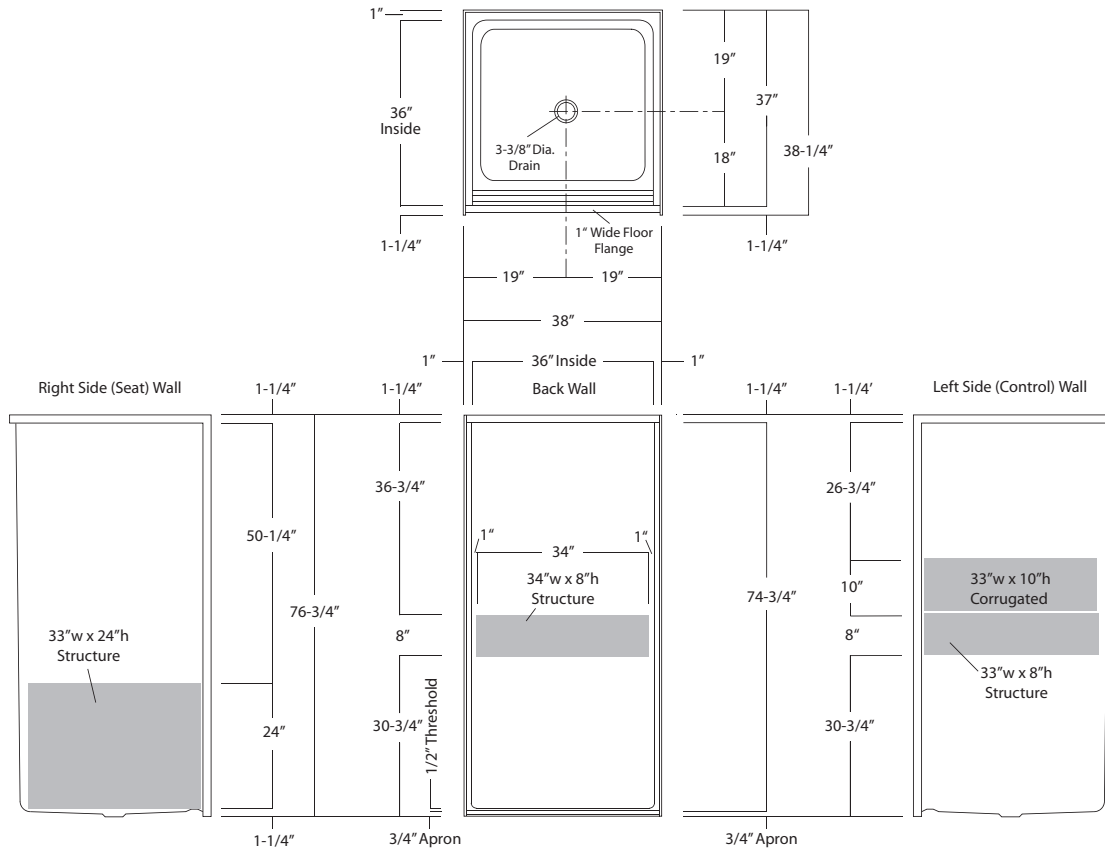 1”
19”
36”
Inside
37”
3-3/8” Dia.
Drain
38-1/4”
18”
1-1/4”
1“ Wide Floor
Flange
1-1/4”
19”
19”
38”
1”
36” Inside
1”
Right Side (Seat) Wall
1-1/4”
1-1/4”
Back Wall
1-1/4”
1-1/4’
Left Side (Control) Wall
36-3/4”
26-3/4”
50-1/4”
1“
34”
1“
34”w x 8”h
Structure
33”w x 10”h
Corrugated
10”
76-3/4”
74-3/4”
8”
8“
33”w x 24”h
Structure
33”w x 8”h
Structure
24”
30-3/4”
1/2” Threshold
30-3/4”
1-1/4”
3/4” Apron
3/4” Apron